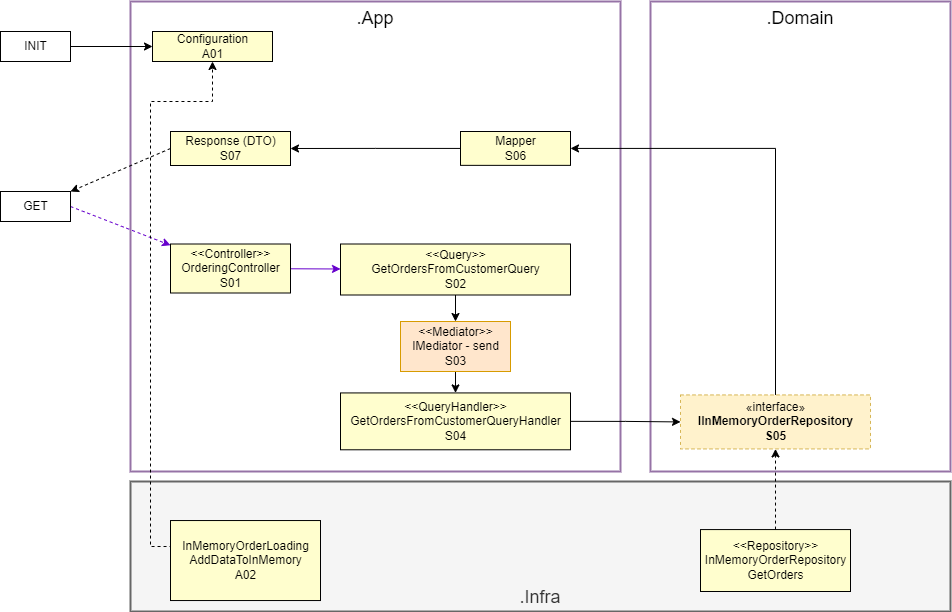 .App
.Domain
INIT
Configuration
A01
Response (DTO)
S07
Mapper
S06
GET
<<Controller>>
OrderingController
S01
<<Query>>
GetOrdersFromCustomerQuery
S02
<<Mediator>>
IMediator - send
S03
<<QueryHandler>>
GetOrdersFromCustomerQueryHandler
S04
«interface»
IInMemoryOrderRepository
S05
InMemoryOrderLoading
AddDataToInMemory
A02
<<Repository>>
InMemoryOrderRepository
GetOrders
.Infra